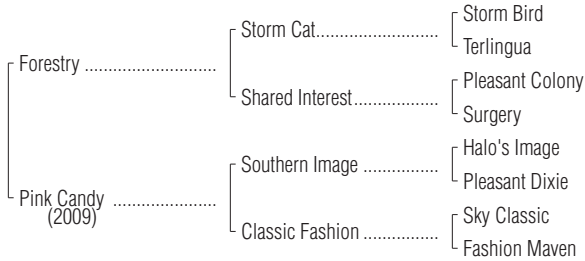 Storm Bird
Storm Cat
Terlingua
Forestry
Pleasant Colony
Shared Interest
Surgery
Halo's Image
Southern Image
Pleasant Dixie
Pink Candy
(2009)
Sky Classic
Classic Fashion
Fashion Maven